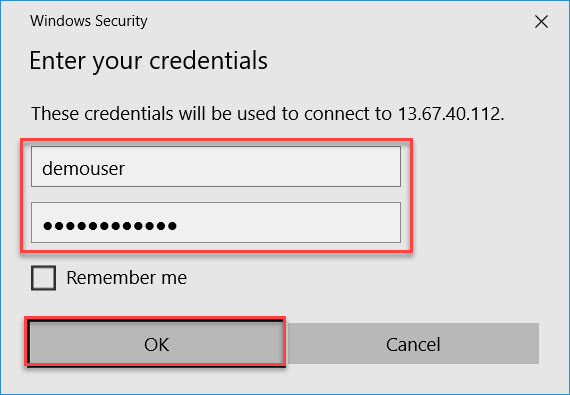 Windows Security
Enter your credentials
These credentials will be used to connect to 13.67.40.112.
demouser
●●●●●●●●●●●●
Remember me
OK
Cancel